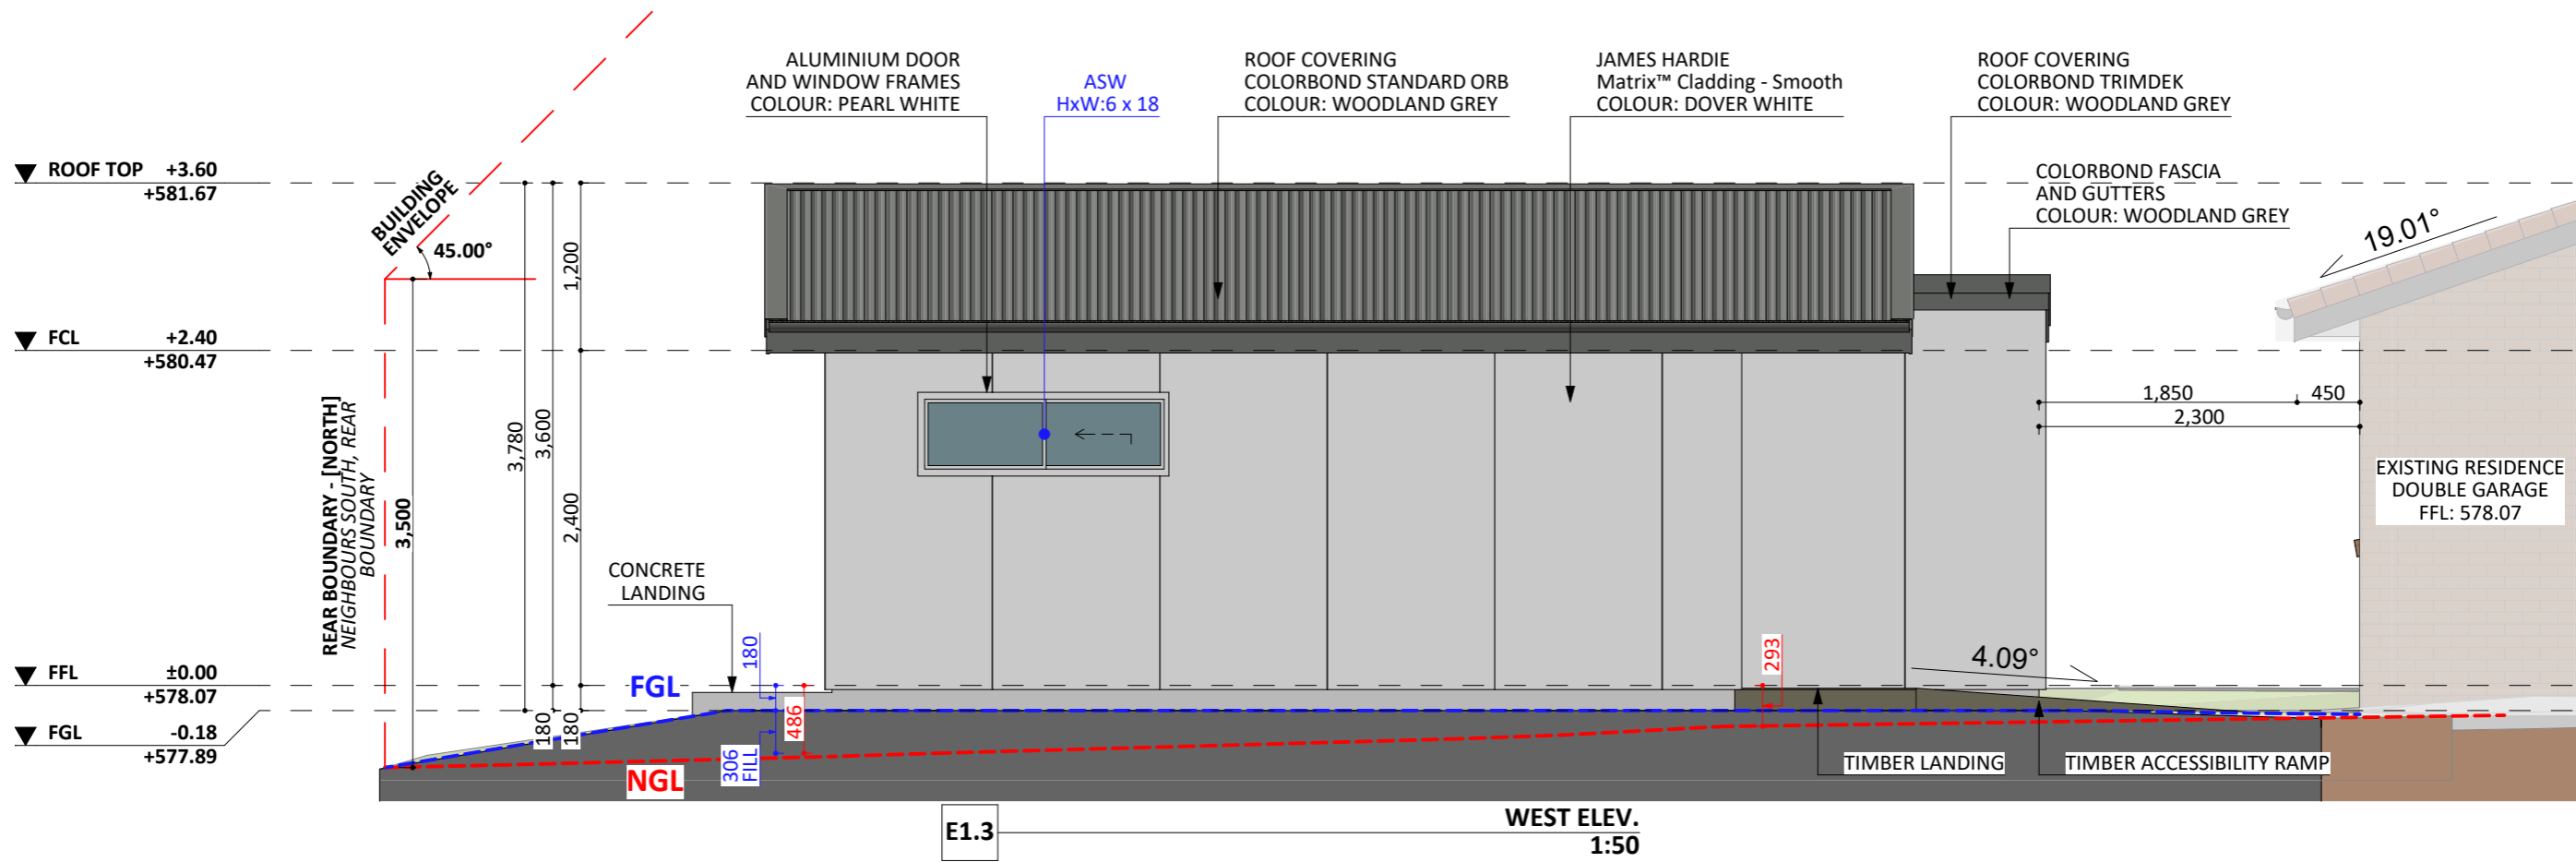 ALUMINIUM DOOR
AND WINDOW FRAMES
COLOUR: PEARL WHITE
ASW
HxW:6 x 18
ROOF COVERING
COLORBOND STANDARD ORB
COLOUR: WOODLAND GREY
JAMES HARDIE
Matrix™ Cladding - Smooth
COLOUR: DOVER WHITE
ROOF COVERING
COLORBOND TRIMDEK
COLOUR: WOODLAND GREY
COLORBOND FASCIA
AND GUTTERS
COLOUR: WOODLAND GREY
ROOF TOP +3.60
+581.67
BUILDING
ENVELOPE
45.00°
19.01°
1,200
FCL +2.40
+580.47
1,850 450
2,300
REAR BOUNDARY - [NORTH]
NEIGHBOURS SOUTH, REAR
BOUNDARY
3,500
3,780
3,600
2,400
EXISTING RESIDENCE
DOUBLE GARAGE
FFL: 578.07
CONCRETE
LANDING
FFL ±0.00
+578.07
FGL
180
486
293
4.09°
FGL -0.18
+577.89
180
180
306
FILL
NGL
TIMBER LANDING
TIMBER ACCESSIBILITY RAMP
E1.3
WEST ELEV.
1:50